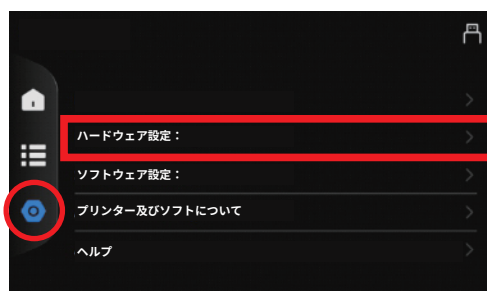 ハードウェア設定：
ソフトウェア設定：
プリンター及びソフトについて
ヘルプ